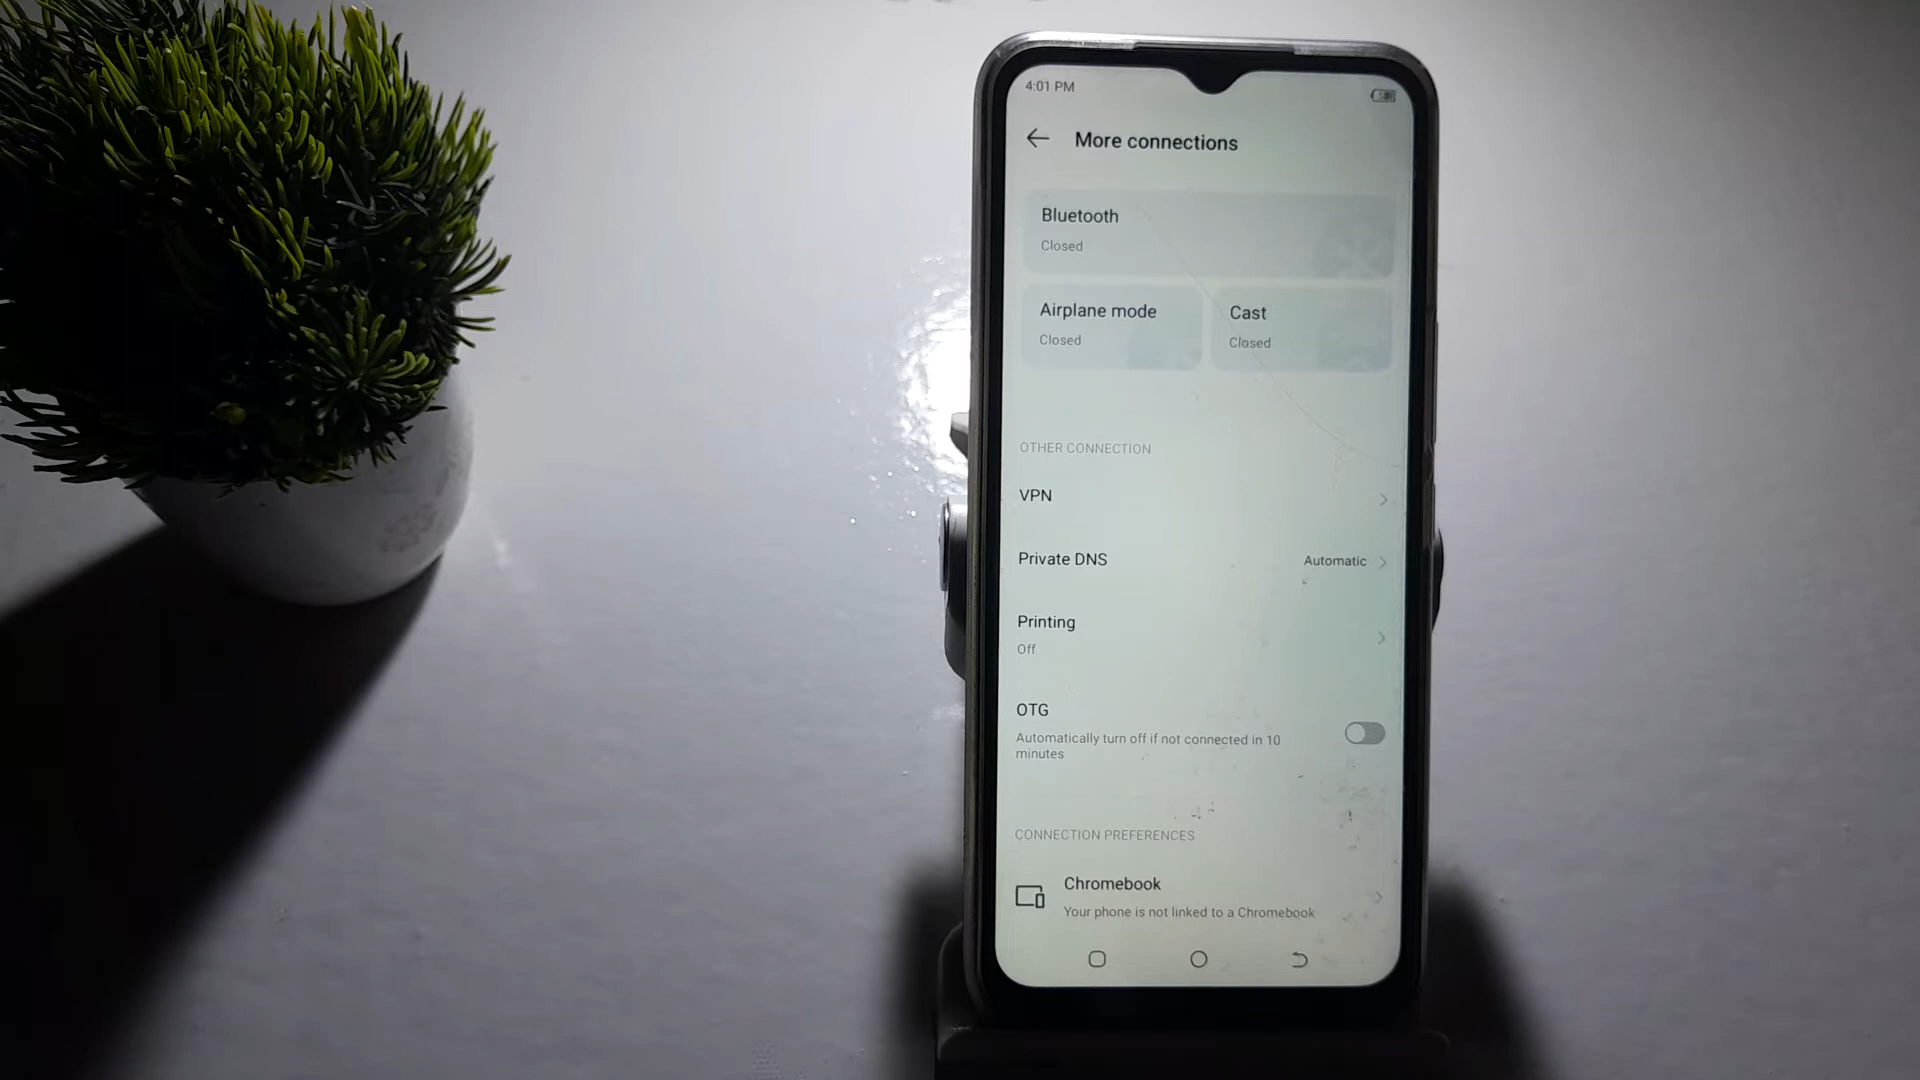 4:01 PM
More connections
Bluetooth
Closed
Airplane mode
Closed
Cast
Closed
OTHER CONNECTION
VPN
Private DNS
Automatic
Printing
Off
OTG
Automatically turn off if not connected in 10
minutes
CONNECTION PREFERENCES
Chromebook
Your phone is not linked to a Chromebook